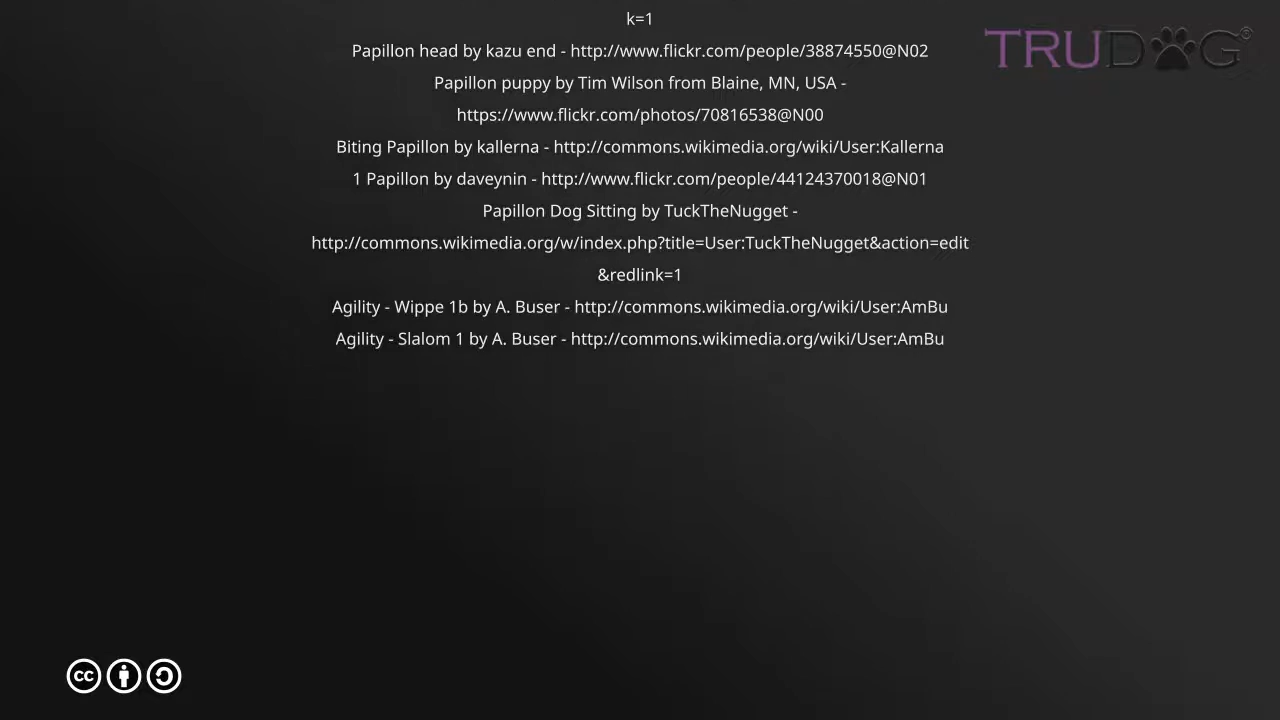 k=1
TRUDOG®
Papillon head by kazu end - http://www.flickr.com/people/38874550@N02
Papillon puppy by Tim Wilson from Blaine, MN, USA -
https://www.flickr.com/photos/70816538@N00
Biting Papillon by kallerna - http://commons.wikimedia.org/wiki/User:Kallerna
1 Papillon by daveynin - http://www.flickr.com/people/44124370018@N01
Papillon Dog Sitting by TuckTheNugget -
http://commons.wikimedia.org/w/index.php?title=User:TuckTheNugget&action=edit
&redlink=1
Agility - Wippe 1b by A. Buser - http://commons.wikimedia.org/wiki/User:AmBu
Agility - Slalom 1 by A. Buser - http://commons.wikimedia.org/wiki/User:AmBu
cc